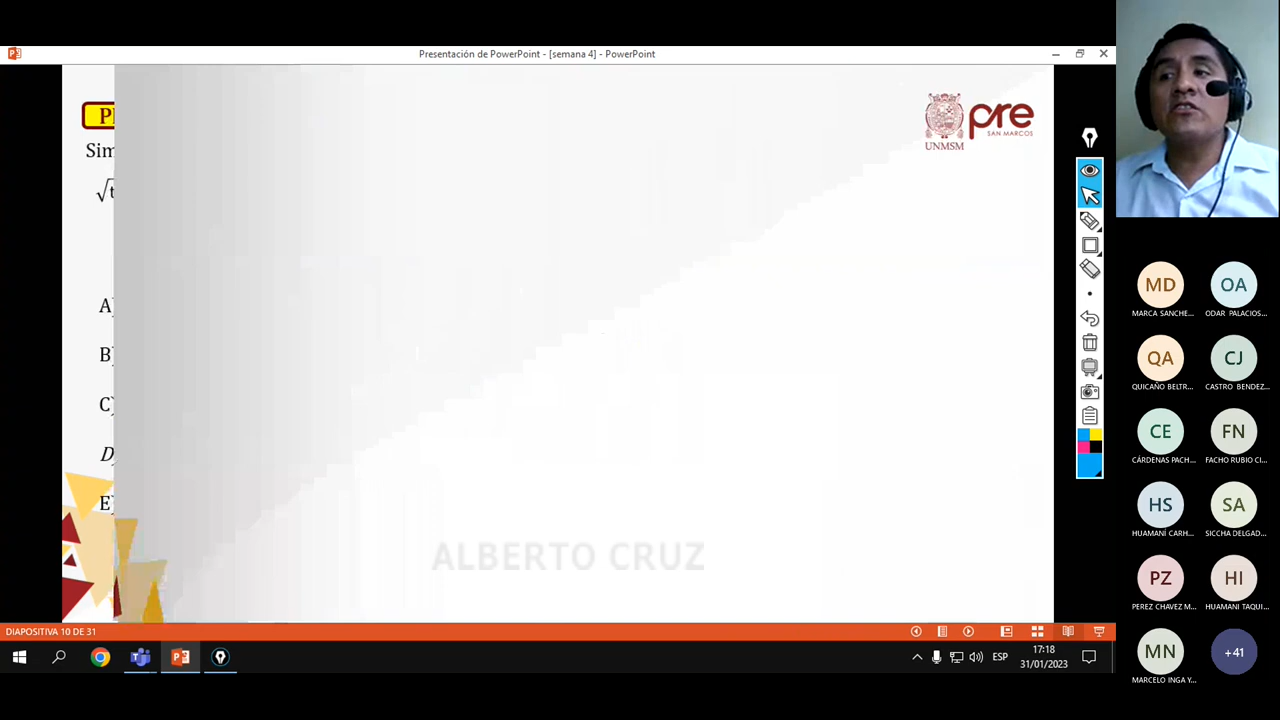 Presentación de PowerPoint - [semana 4] - PowerPoint
P
Sim
√t
A)
B)
C)
D)
E)
UNMSM
pre
SAN MARCOS
ALBERTO CRUZ
DIAPOSITIVA 10 DE 31
ESP
17:18
31/01/2023
MD
MARCA SANCHE...
OA
ODAR PALACIOS...
QA
QUICAÑO BELTR...
CJ
CASTRO BENDEZ...
CE
CÁRDENAS PACH...
FN
FACHO RUBIO CI...
HS
HUAMANÍ CARH...
SA
SICCHA DELGAD...
PZ
PEREZ CHAVEZ M...
HI
HUAMANI TAQUI...
MN
MARCELO INGA Y...
+41